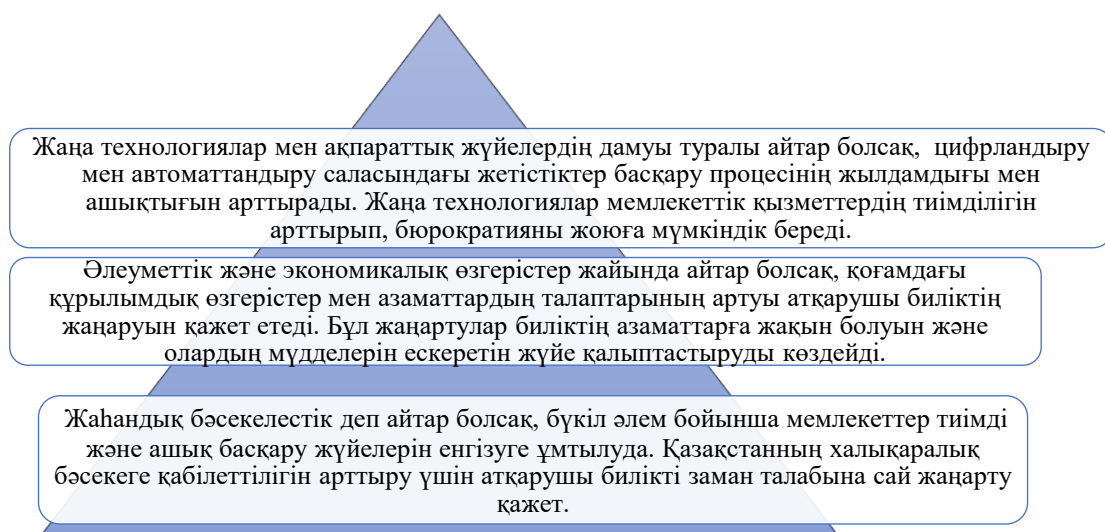 Жаңа технологиялар мен ақпараттық жүйелердің дамуы туралы айтар болсақ, цифрландыру
мен автоматтандыру саласындағы жетістіктер басқару процесінің жылдамдығы мен
ашықтығын арттырады. Жаңа технологиялар мемлекеттік қызметтердің тиімділігін
арттырып, бюрократияны жоюға мүмкіндік береді.
Әлеуметтік және экономикалық өзгерістер жайында айтар болсақ, қоғамдағы
құрылымдық өзгерістер мен азаматтардың талаптарының артуы атқарушы биліктің
жаңаруын қажет етеді. Бұл жаңартулар биліктің азаматтарға жақын болуын және
олардың мүдделерін ескеретін жүйе қалыптастыруды көздейді.
Жаһандық бәсекелестік деп айтар болсақ, бүкіл әлем бойынша мемлекеттер тиімді
және ашық басқару жүйелерін енгізуге ұмтылуда. Қазақстанның халықаралық
бәсекеге қабілеттілігін арттыру үшін атқарушы билікті заман талабына сай жаңарту
қажет.